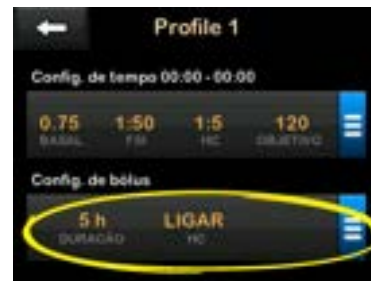 Profile 1
Config. de tempo 00:00 - 00:00
0.75 1:50 1:5 120
BASAL FM HC OBJETIVO
Config. de bólus
5 h LIGAR
DURAÇÃO HC